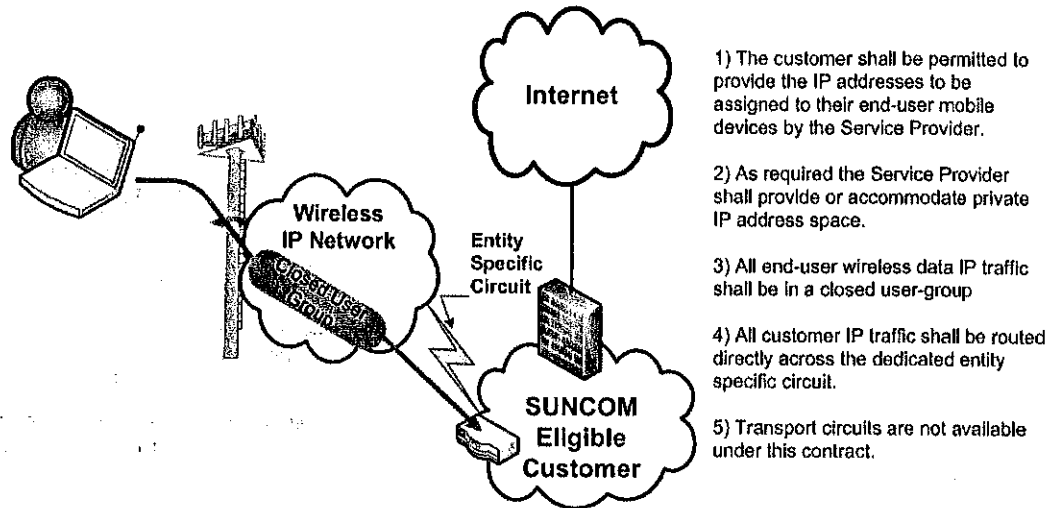 Internet
Wireless
IP Network
Closed User
Group
Entity
Specific
Circuit
SUNCOM
Eligible
Customer
1) The customer shall be permitted to
provide the IP addresses to be
assigned to their end-user mobile
devices by the Service Provider.
2) As required the Service Provider
shall provide or accommodate private
IP address space.
3) All end-user wireless data IP traffic
shall be in a closed user-group
4) All customer IP traffic shall be routed
directly across the dedicated entity
specific circuit.
5) Transport circuits are not available
under this contract.